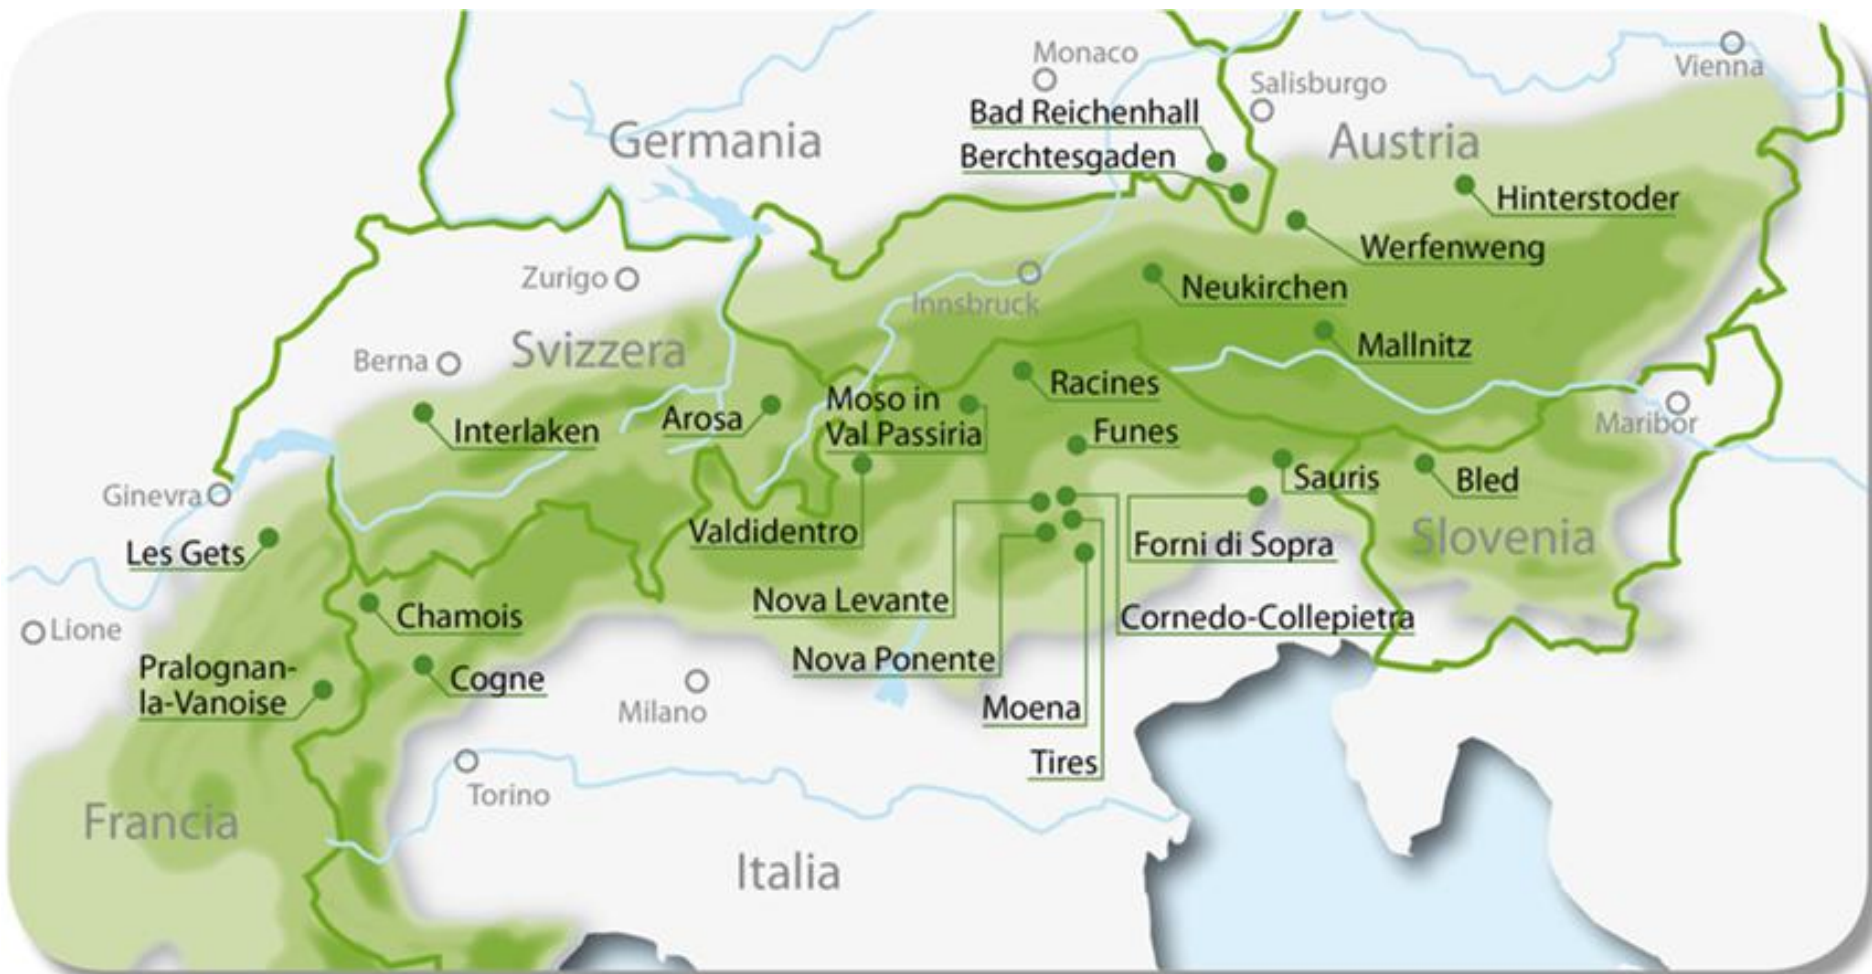 Monaco
Vienna
Salisburgo
Bad Reichenhall
Germania
Austria
Berchtesgaden
Hinterstoder
Werfenweng
Zurigo
Neukirchen
Innsbruck
Svizzera
Berna
Mallnitz
Racines
Moso in
Val Passiria
Arosa
Interlaken
Funes
Maribor
Sauris
Bled
Ginevra
Valdidentro
Slovenia
Les Gets
Forni di Sopra
Nova Levante
Chamois
Cornedo-Collepietra
Lione
Nova Ponente
Pralognan-
la-Vanoise
Cogne
Milano
Moena
Tires
Torino
Francia
Italia